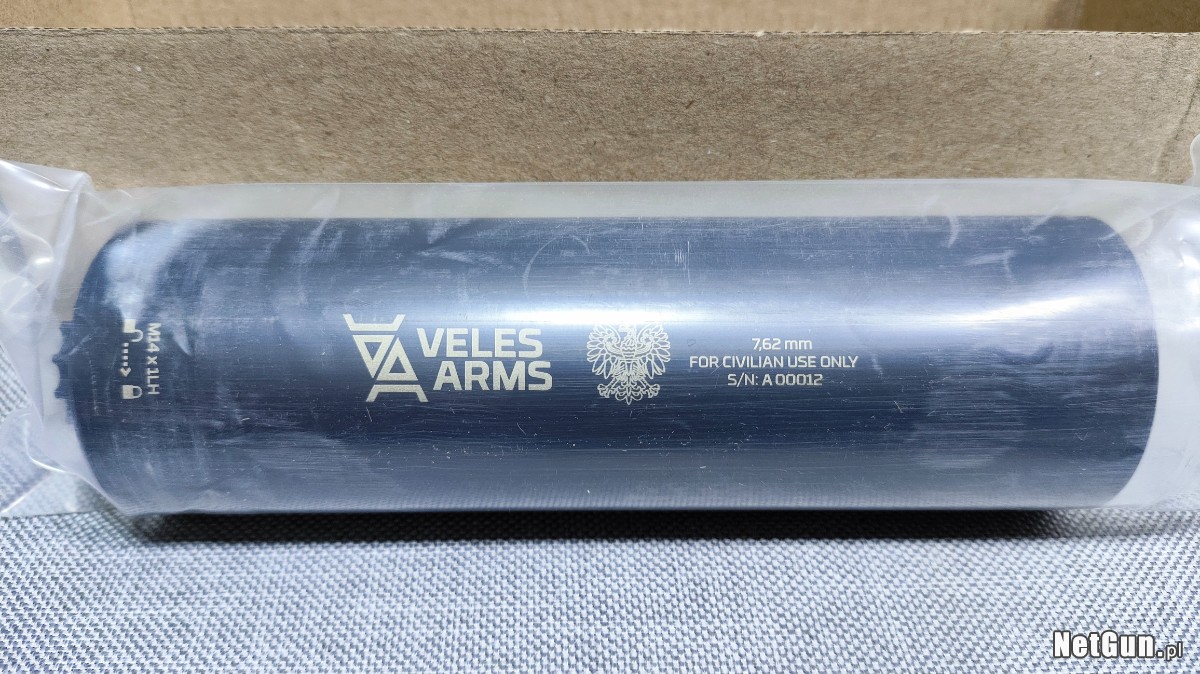 M14 x 1LH
VELES
ARMS
7,62 mm
FOR CIVILIAN USE ONLY
S/N: A 00012
NetGun.pl